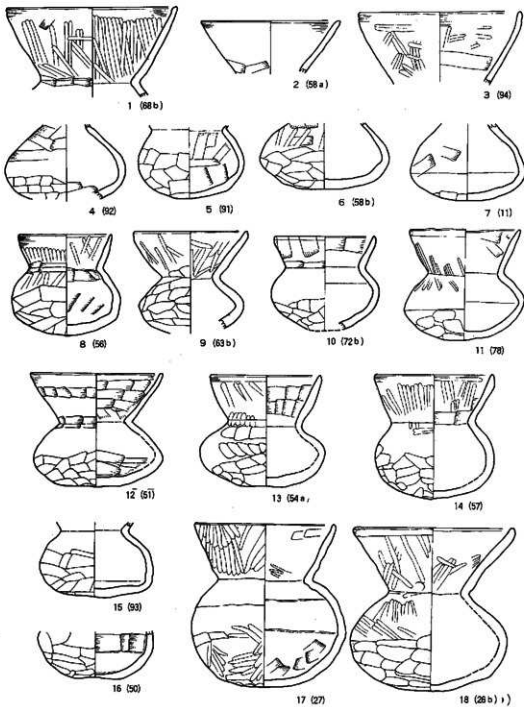 1 (68b)
2 (58a)
3 (94)
4 (92)
5 (91)
6 (58b)
7 (11)
8 (56)
9 (63b)
10 (72b)
11 (78)
12 (51)
13 (54a)
14 (57)
15 (93)
16 (50)
17 (27)
18 (26b)